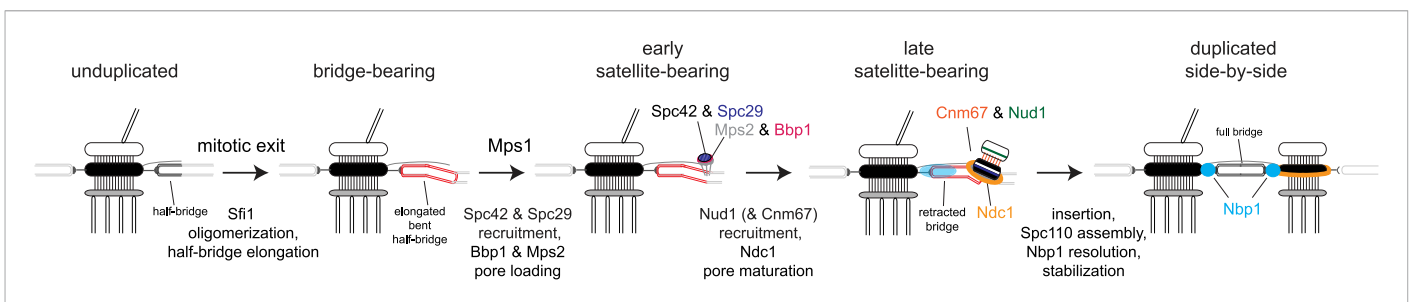 unduplicated
mitotic exit
half-bridge
Sfi1
oligomerization,
half-bridge elongation
bridge-bearing
elongated
bent
half-bridge
Mps1
Spc42 & Spc29
recruitment,
Bbp1 & Mps2
pore loading
early
satellite-bearing
Spc42 & Spc29
Mps2 & Bbp1
Nud1 (& Cnm67)
recruitment,
Ndc1
pore maturation
late
satelitte-bearing
Cnm67 & Nud1
Ndc1
retracted
bridge
insertion,
Spc110 assembly,
Nbp1 resolution,
stabilization
duplicated
side-by-side
full bridge
Nbp1